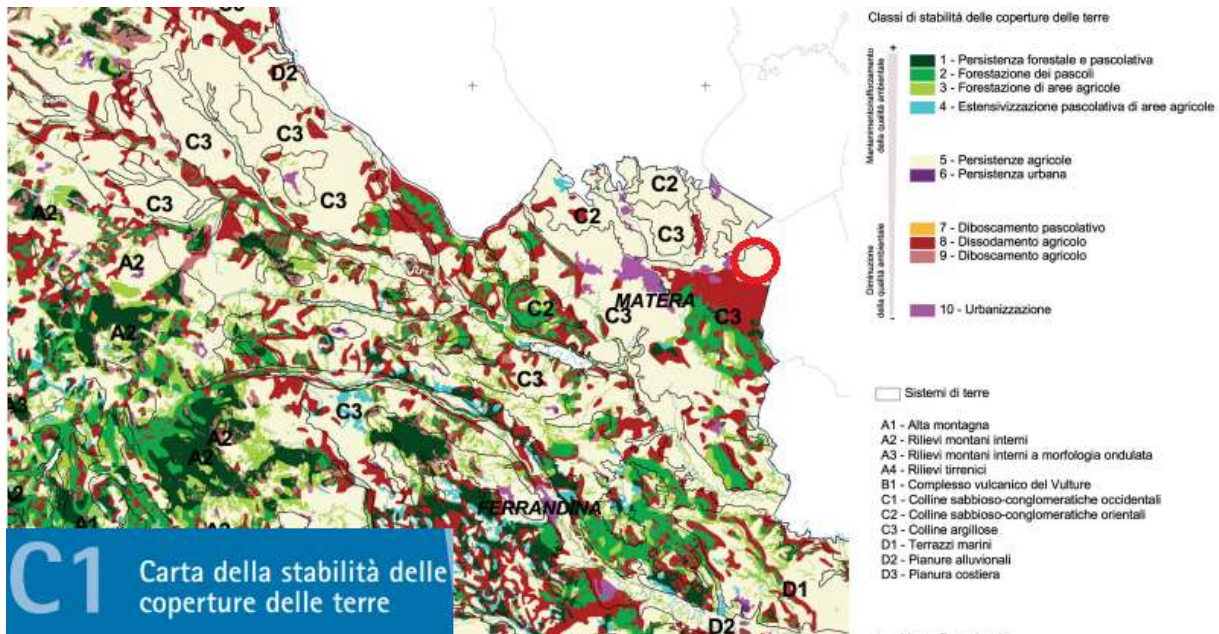 C3
D2
C3
C3
C3
C3
A2
A2
A2
C2
C2
C3
MATERA
C2
C3
C3
C3
C3
A2
A2
A3
A2
A1
A2
FERRANDINA
D1
D2
C1
Carta della stabilità delle
coperture delle terre
Classi di stabilità delle coperture delle terre
+
Mantenimento/rafforzamento
della qualità ambientale
1 - Persistenza forestale e pascolativa
2 - Forestazione dei pascoli
3 - Forestazione di aree agricole
4 - Estensivizzazione pascolativa di aree agricole
5 - Persistenze agricole
6 - Persistenza urbana
Diminuzione
della qualità ambientale
7 - Diboscamento pascolativo
8 - Dissodamento agricolo
9 - Diboscamento agricolo
10 - Urbanizzazione
-
Sistemi di terre
A1 - Alta montagna
A2 - Rilievi montani interni
A3 - Rilievi montani interni a morfologia ondulata
A4 - Rilievi tirrenici
B1 - Complesso vulcanico del Vulture
C1 - Colline sabbioso-conglomeratiche occidentali
C2 - Colline sabbioso-conglomeratiche orientali
C3 - Colline argillose
D1 - Terrazzi marini
D2 - Pianure alluvionali
D3 - Pianura costiera